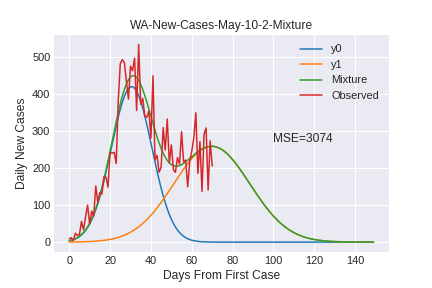 WA-New-Cases-May-10-2-Mixture
y0
y1
Mixture
Observed
MSE=3074
Daily New Cases
500
400
300
200
100
0
0 20 40 60 80 100 120 140
Days From First Case